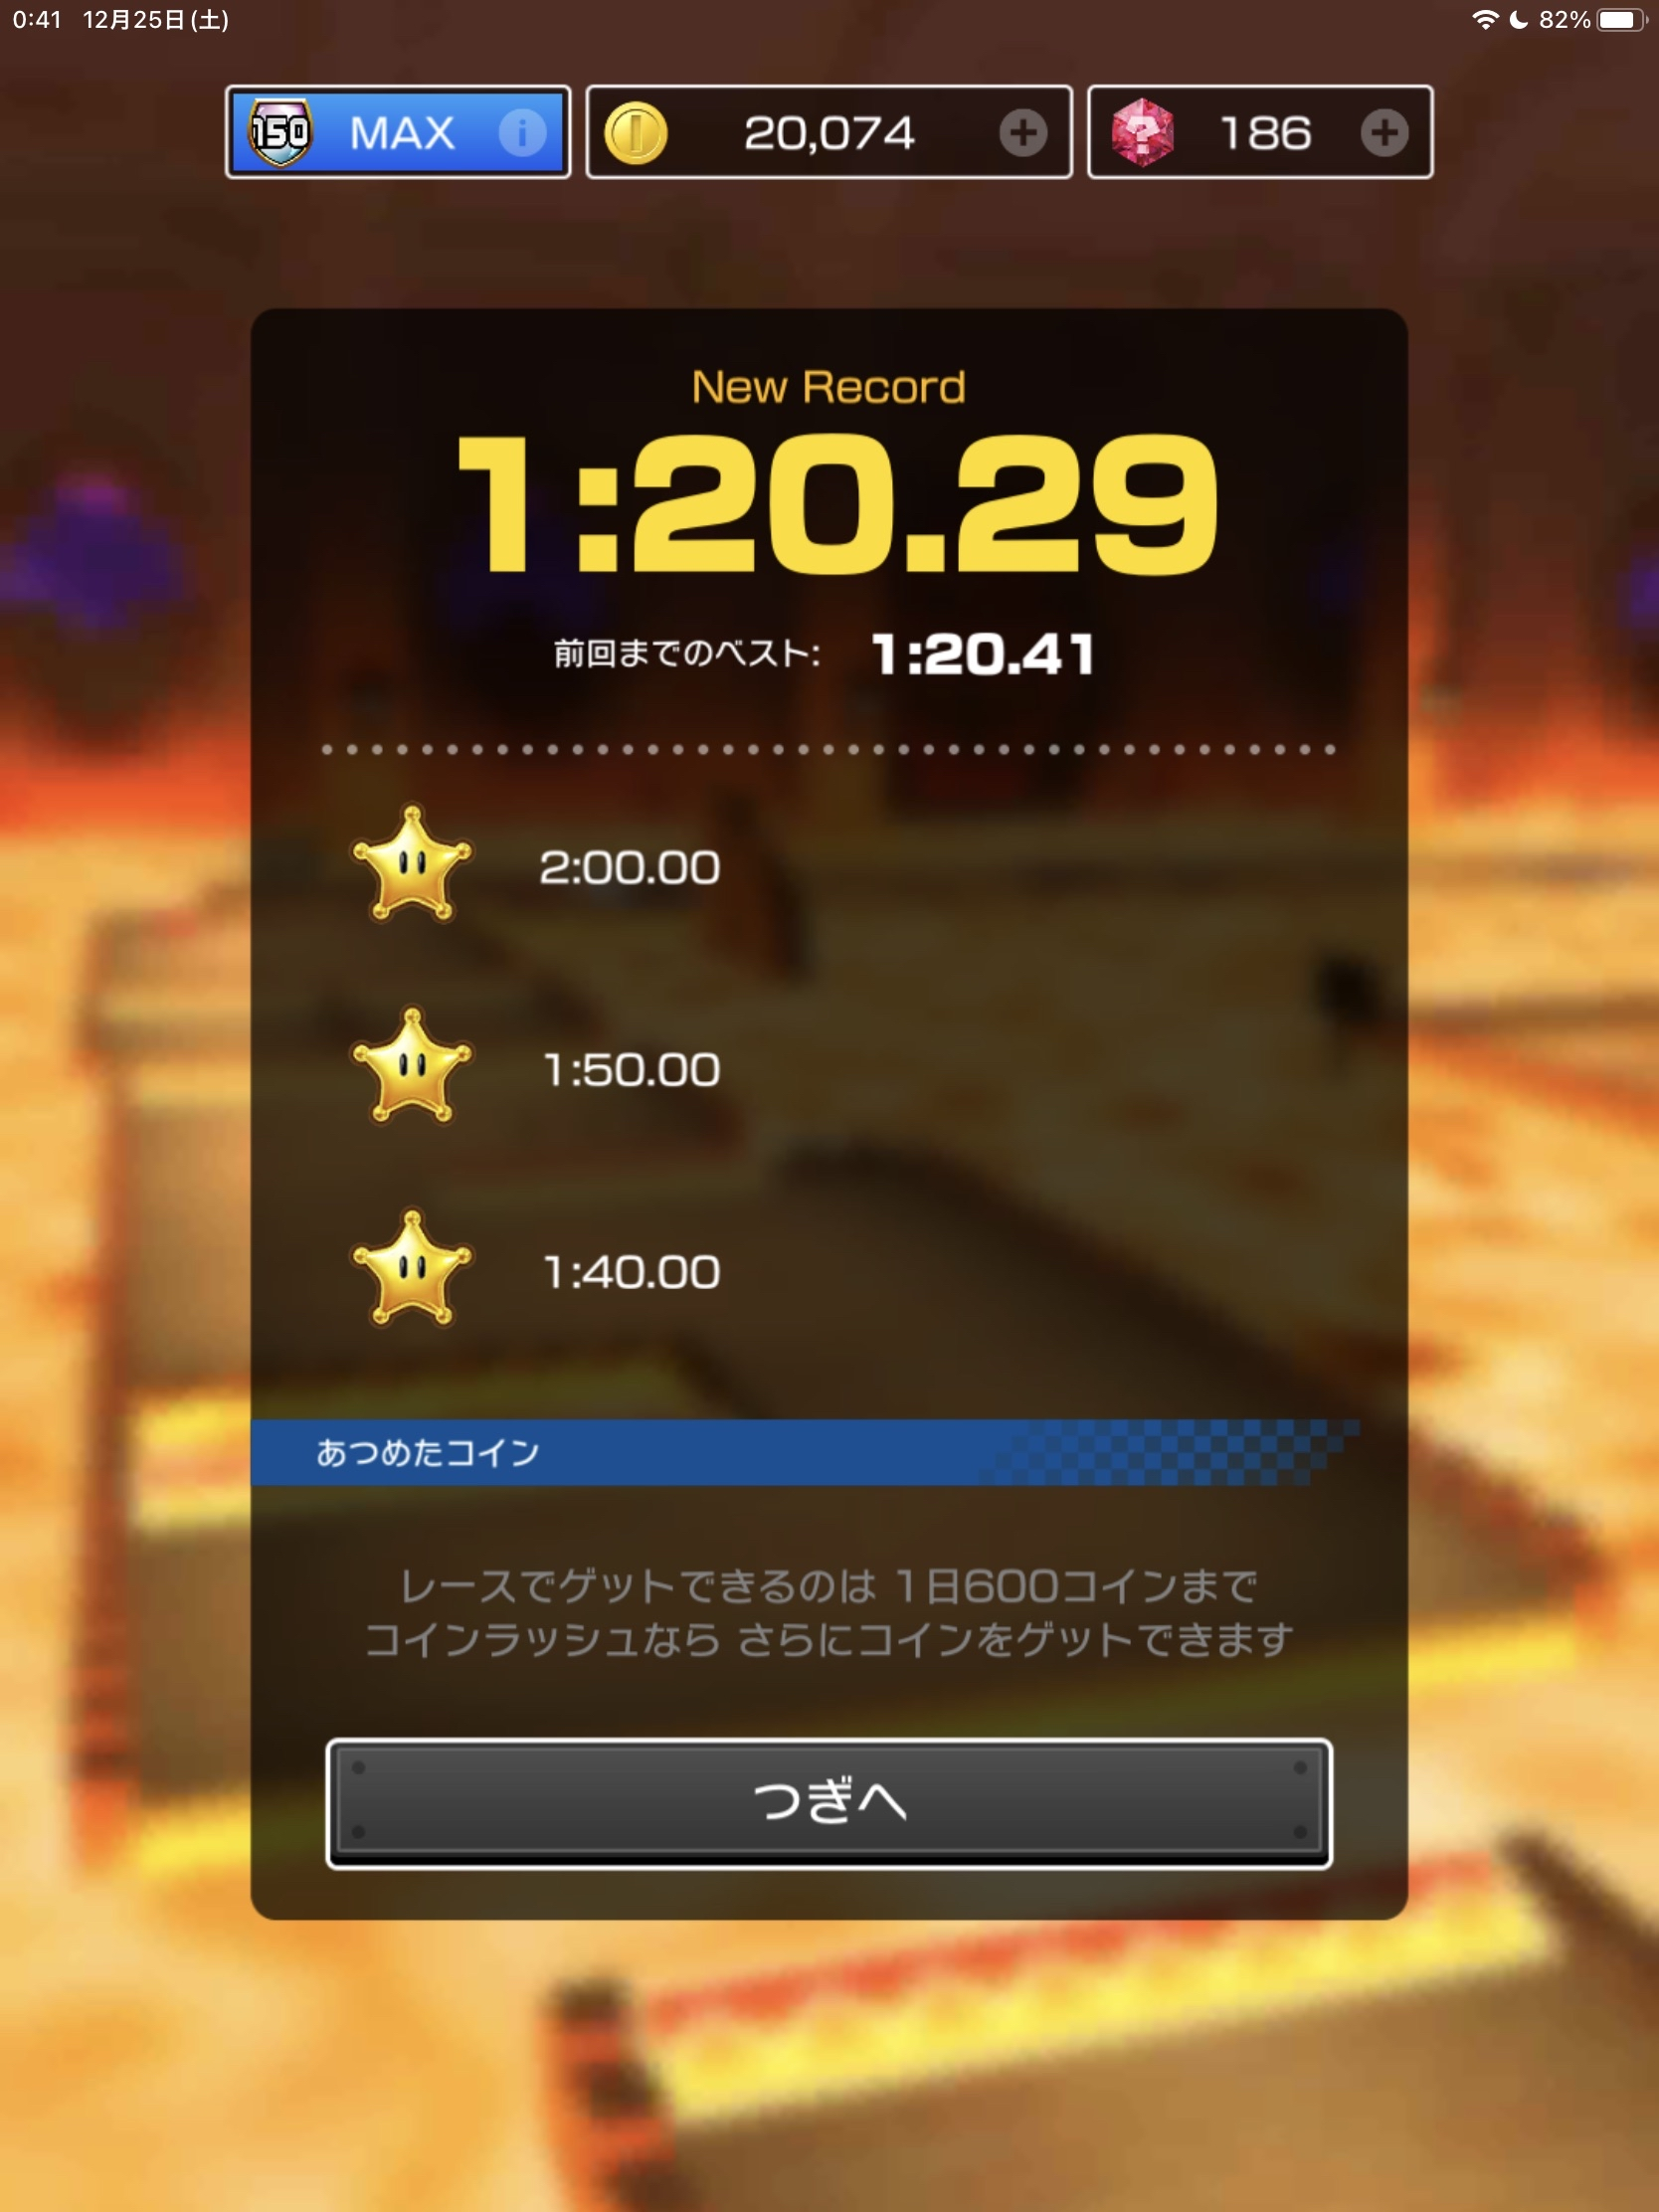 0:41 12月25日(土) 82%
150 MAX i 20,074 + ? 186 +
New Record
1:20.29
前回までのベスト: 1:20.41
2:00.00
1:50.00
1:40.00
あつめたコイン
レースでゲットできるのは 1日600コインまで
コインラッシュなら さらにコインをゲットできます
つぎへ